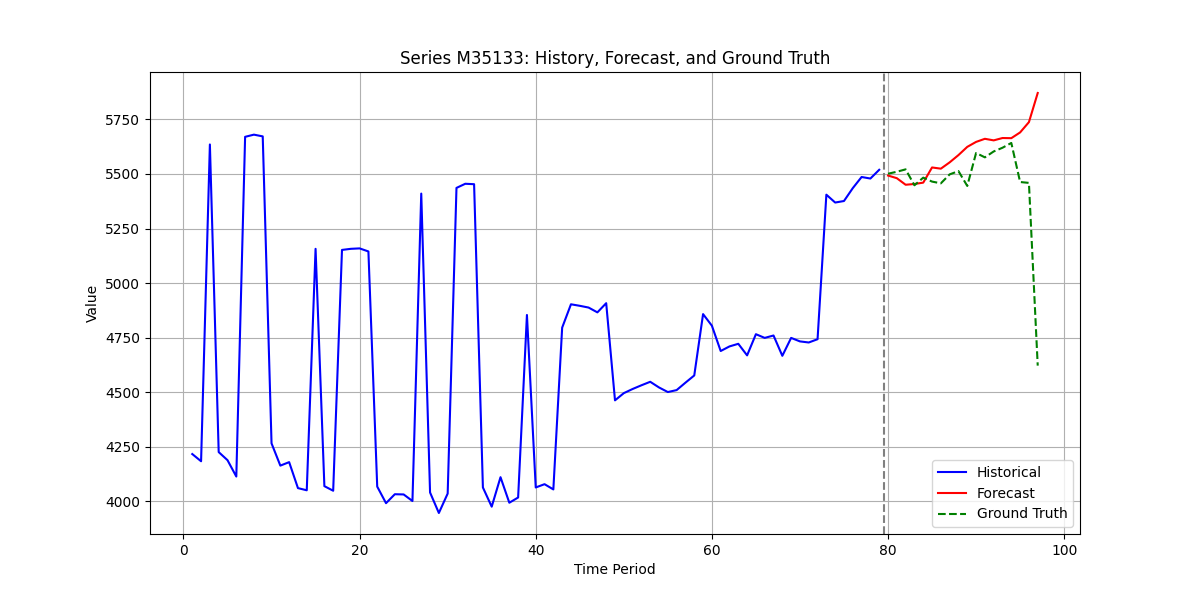 Series M35133: History, Forecast, and Ground Truth
Value
5750
5500
5250
5000
4750
4500
4250
4000
0
20
40
60
80
100
Time Period
Historical
Forecast
Ground Truth